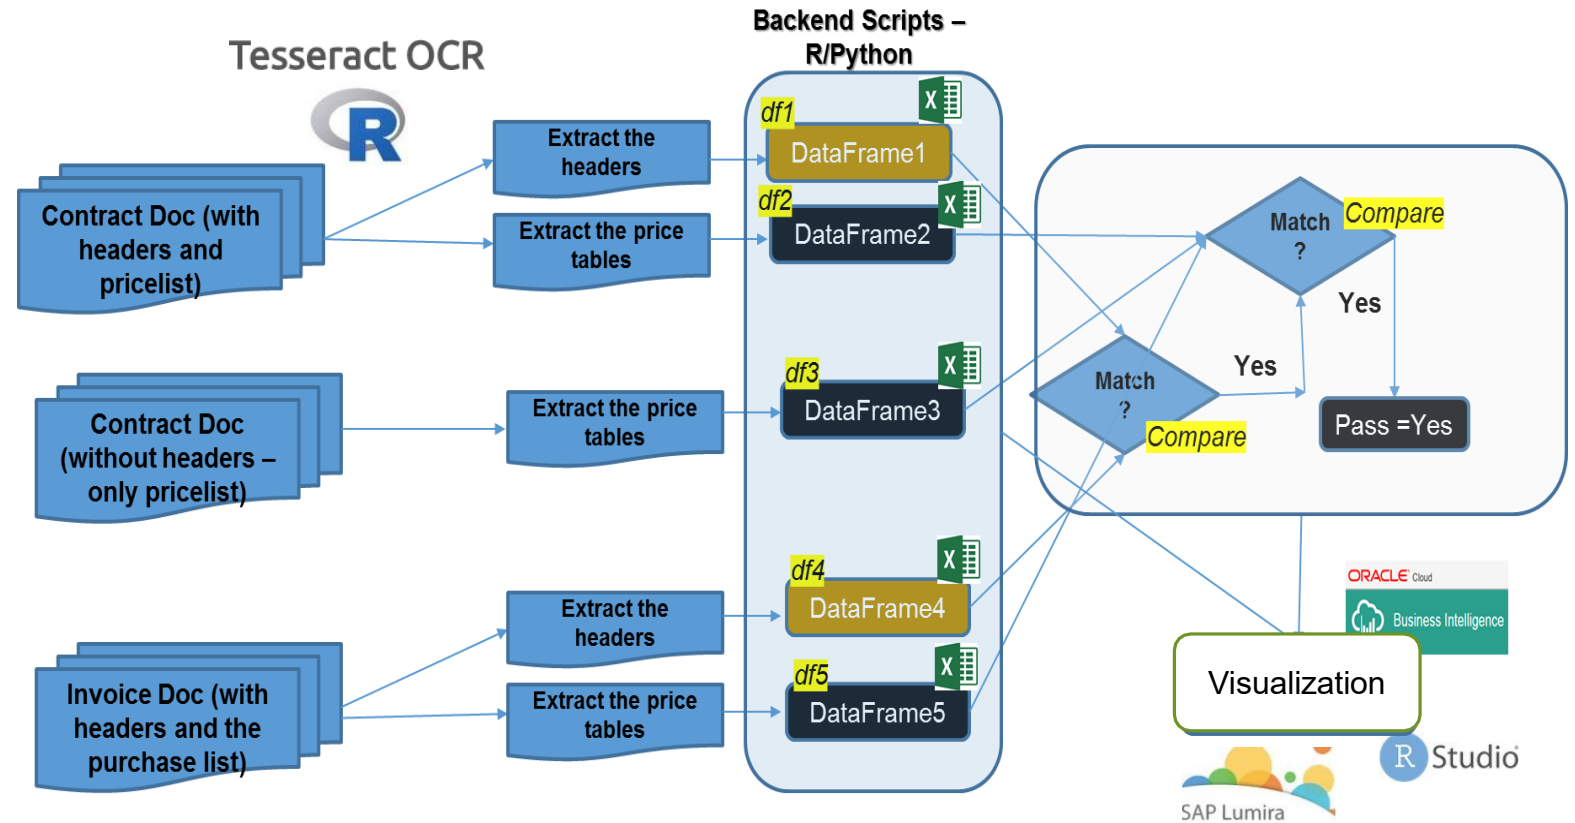 Backend Scripts –
R/Python
Tesseract OCR
R
Contract Doc (with
headers and
pricelist)
Extract the
headers
Extract the price
tables
df1
X
DataFrame1
df2
X
DataFrame2
Contract Doc
(without headers –
only pricelist)
Extract the price
tables
df3
X
DataFrame3
Invoice Doc (with
headers and the
purchase list)
Extract the
headers
Extract the price
tables
df4
X
DataFrame4
df5
X
DataFrame5
Match
?
Compare
Yes
Match
?
Compare
Yes
Pass =Yes
ORACLE Cloud
Business Intelligence
Visualization
R Studio
SAP Lumira